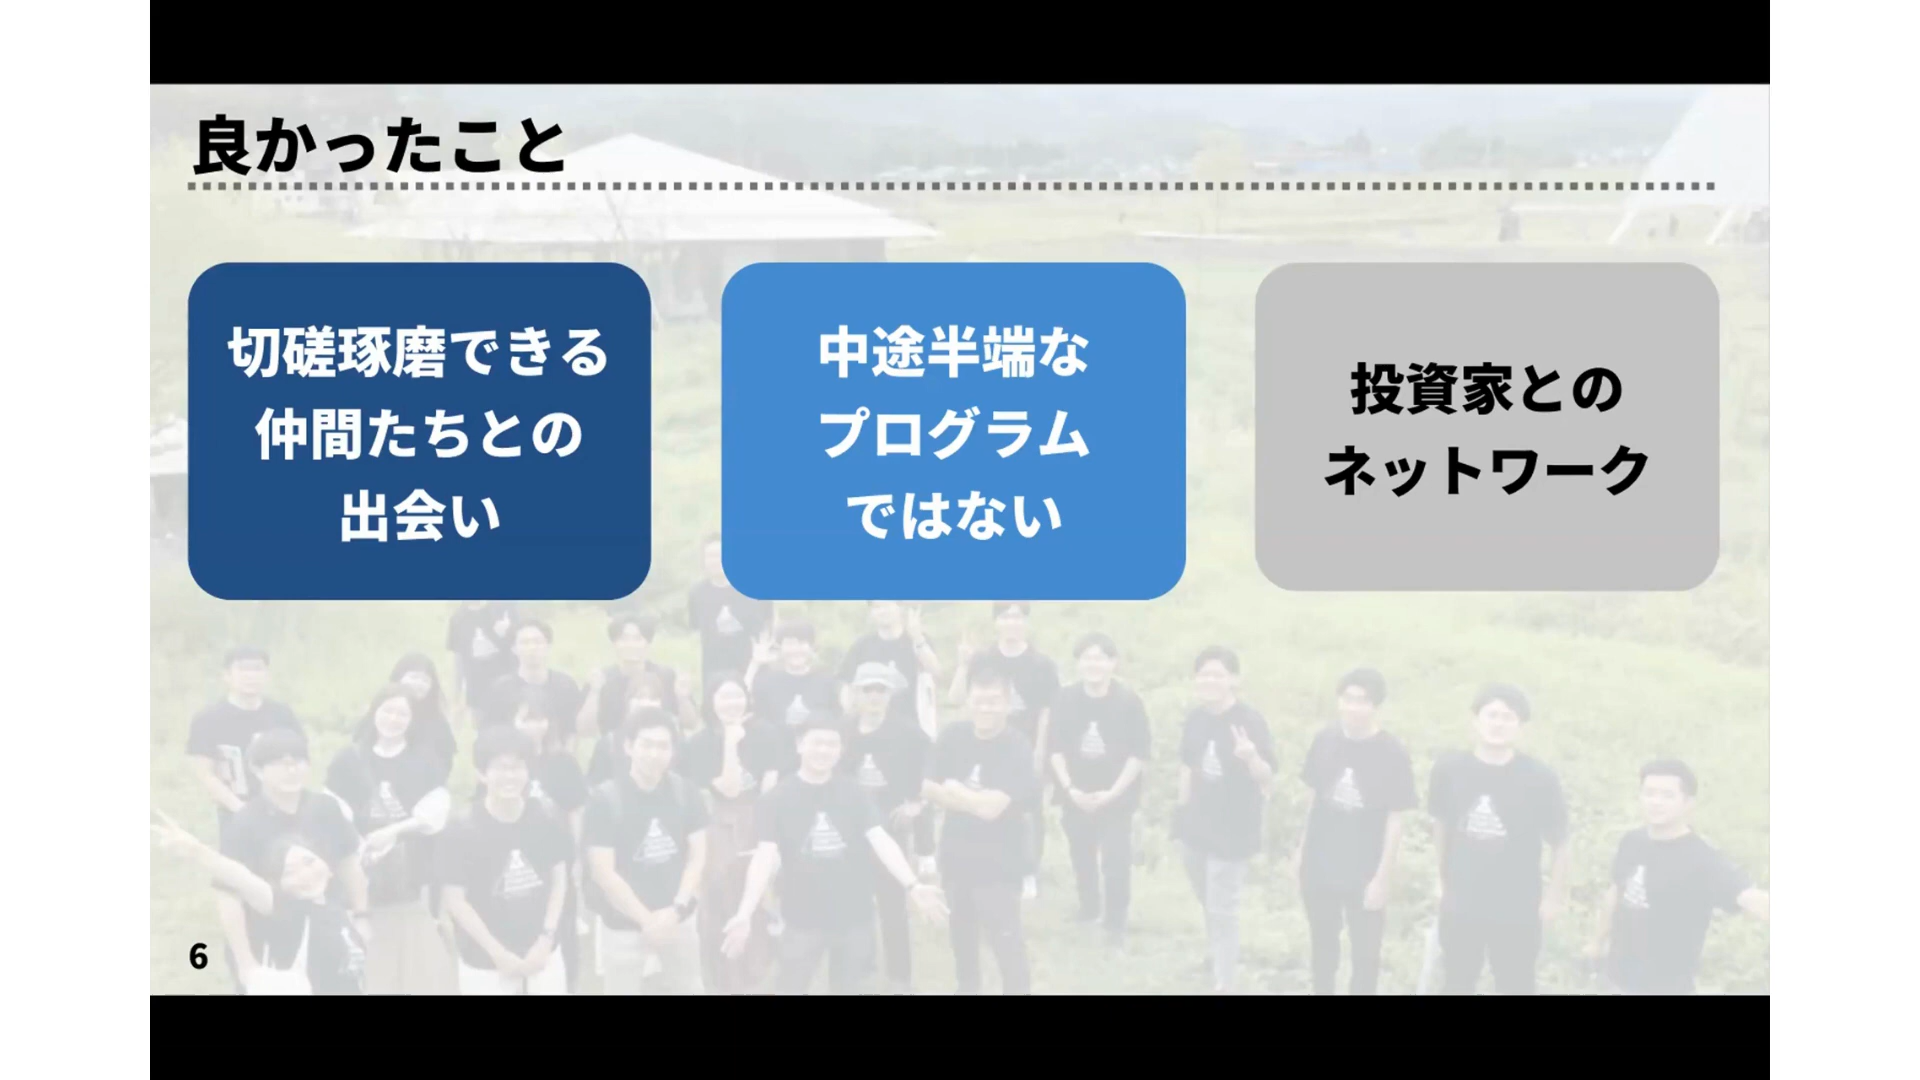 良かったこと
切磋琢磨できる
仲間たちとの
出会い
中途半端な
プログラム
ではない
投資家との
ネットワーク
6